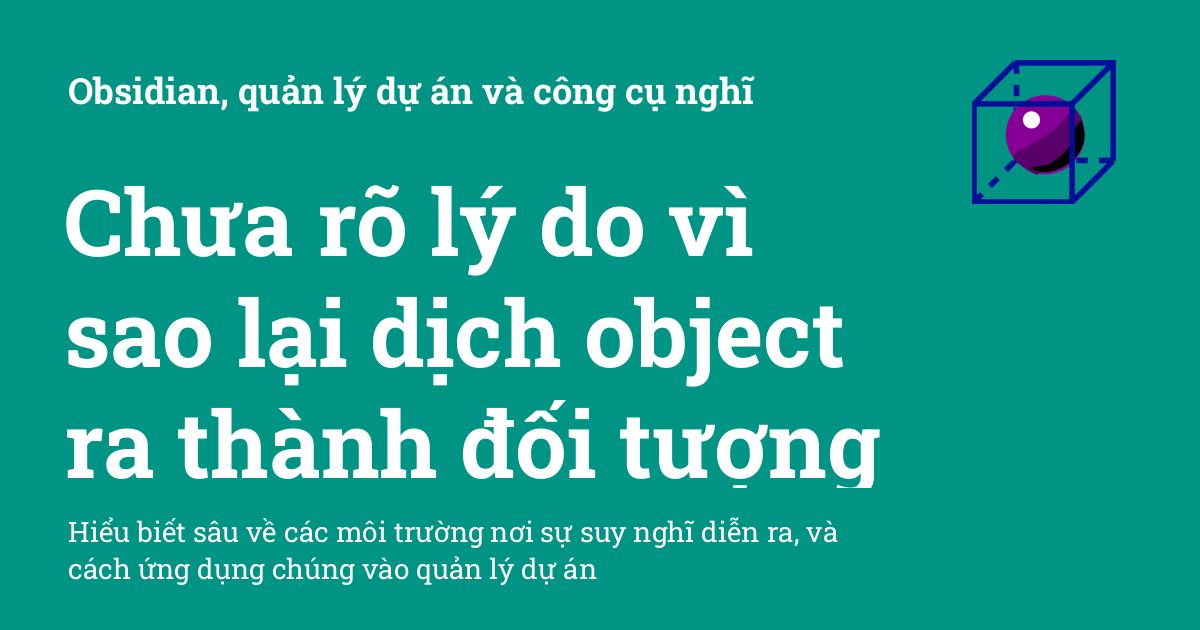 Obsidian, quản lý dự án và công cụ nghĩ
Chưa rõ lý do vì
sao lại dịch object
ra thành đối tượng
Hiểu biết sâu về các môi trường nơi sự suy nghĩ diễn ra, và
cách ứng dụng chúng vào quản lý dự án